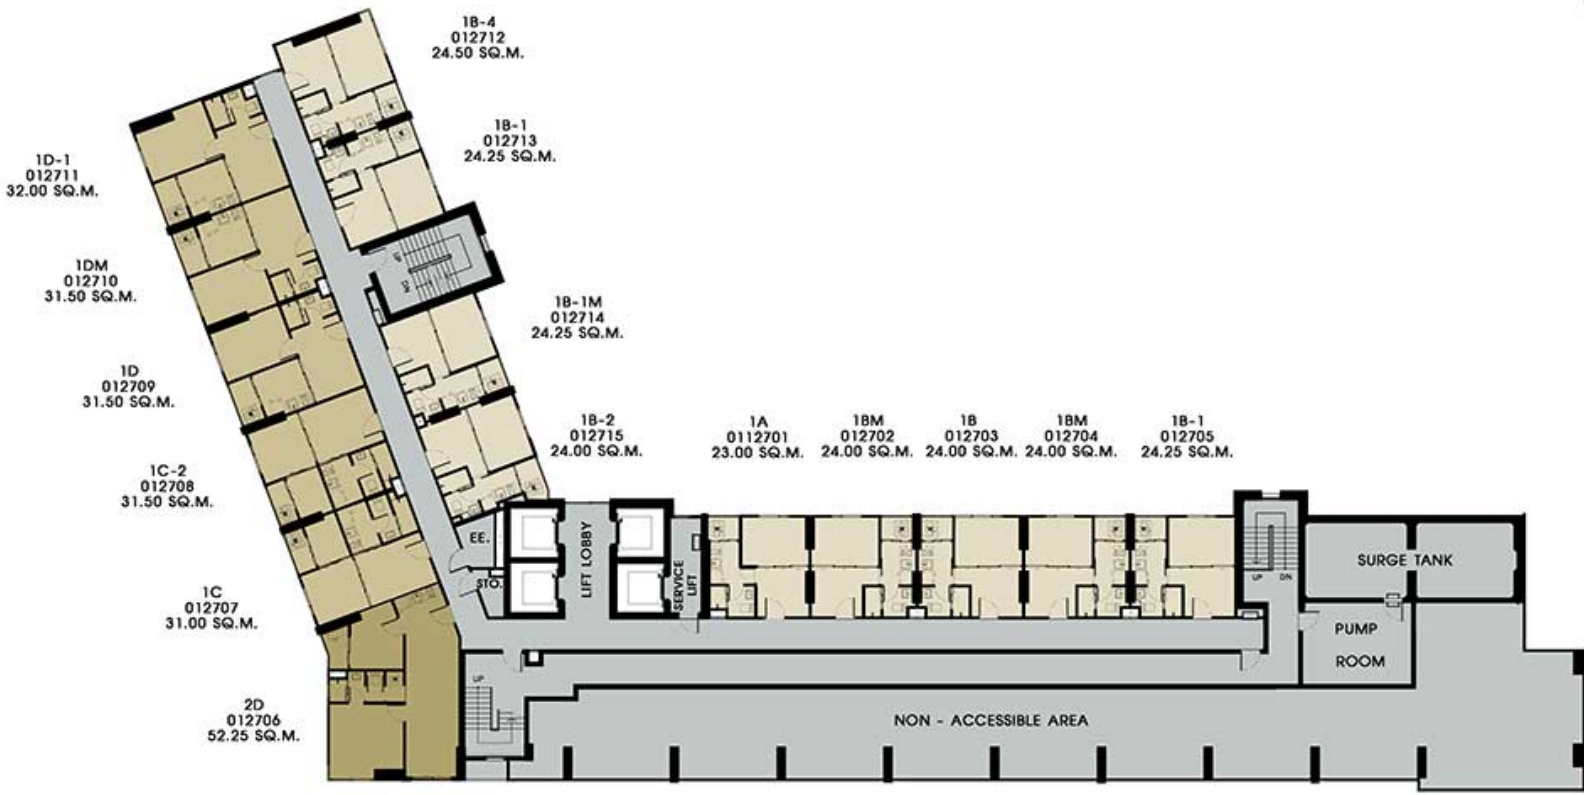 1B-4
012712
24.50 SQ.M.
1B-1
012713
24.25 SQ.M.
1D-1
012711
32.00 SQ.M.
UP
DN
1DM
012710
31.50 SQ.M.
1B-1M
012714
24.25 SQ.M.
1D
012709
31.50 SQ.M.
1B-2
012715
24.00 SQ.M.
1A
0112701
23.00 SQ.M.
1BM
012702
24.00 SQ.M.
1B
012703
24.00 SQ.M.
1BM
012704
24.00 SQ.M.
1B-1
012705
24.25 SQ.M.
1C-2
012708
31.50 SQ.M.
EE.
STO.
LIFT LOBBY
SERVICE
LIFT
UP
DN
SURGE TANK
1C
012707
31.00 SQ.M.
PUMP
ROOM
UP
2D
012706
52.25 SQ.M.
NON - ACCESSIBLE AREA